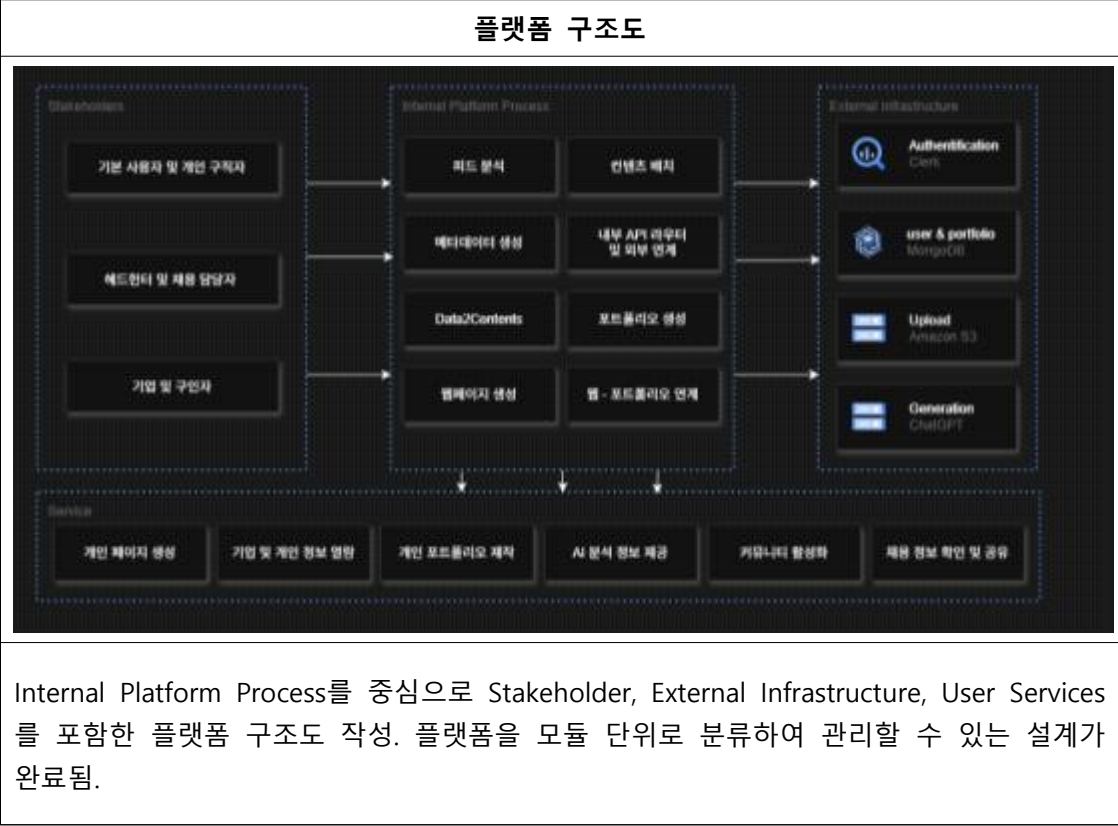 플랫폼 구조도
Stakeholders
기본 사용자 및 개인 구직자
헤드헌터 및 채용 담당자
기업 및 구인자
Internal Platform Process
피드 분석
컨텐츠 배치
메타데이터 생성
내부 API 라우터
및 외부 연계
Data2Contents
포트폴리오 생성
웹페이지 생성
웹 - 포트폴리오 연계
External Infrastructure
Authentification
Clerk
user & portfolio
MongoDB
Upload
Amazon S3
Generation
ChatGPT
Service
개인 페이지 생성
기업 및 개인 정보 열람
개인 포트폴리오 제작
AI 분석 정보 제공
커뮤니티 활성화
채용 정보 확인 및 공유
Internal Platform Process를 중심으로 Stakeholder, External Infrastructure, User Services
를 포함한 플랫폼 구조도 작성. 플랫폼을 모듈 단위로 분류하여 관리할 수 있는 설계가
완료됨.